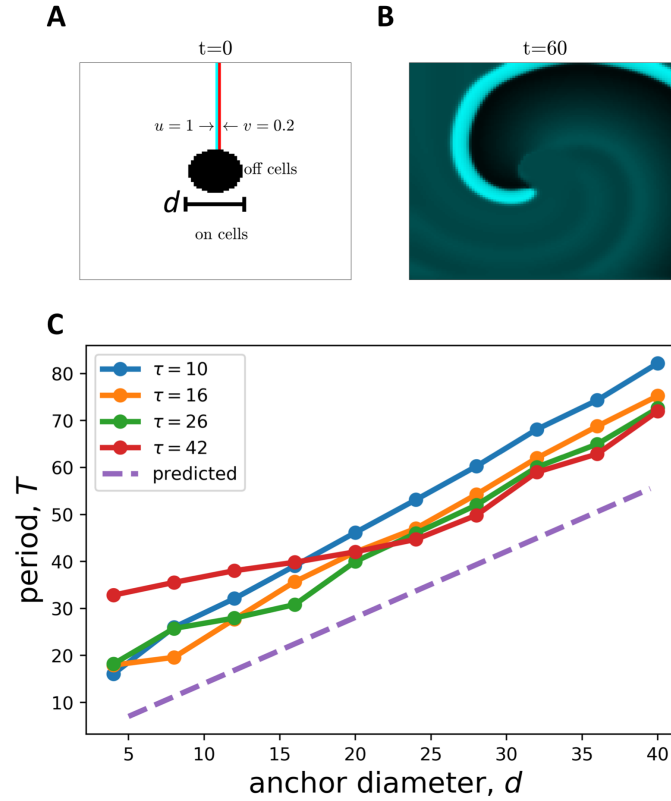 A
B
t=0
t=60
u = 1 → ← v = 0.2
off cells
d
on cells
C
τ = 10
τ = 16
τ = 26
τ = 42
predicted
80
70
60
50
40
30
20
10
period, T
5 10 15 20 25 30 35 40
anchor diameter, d